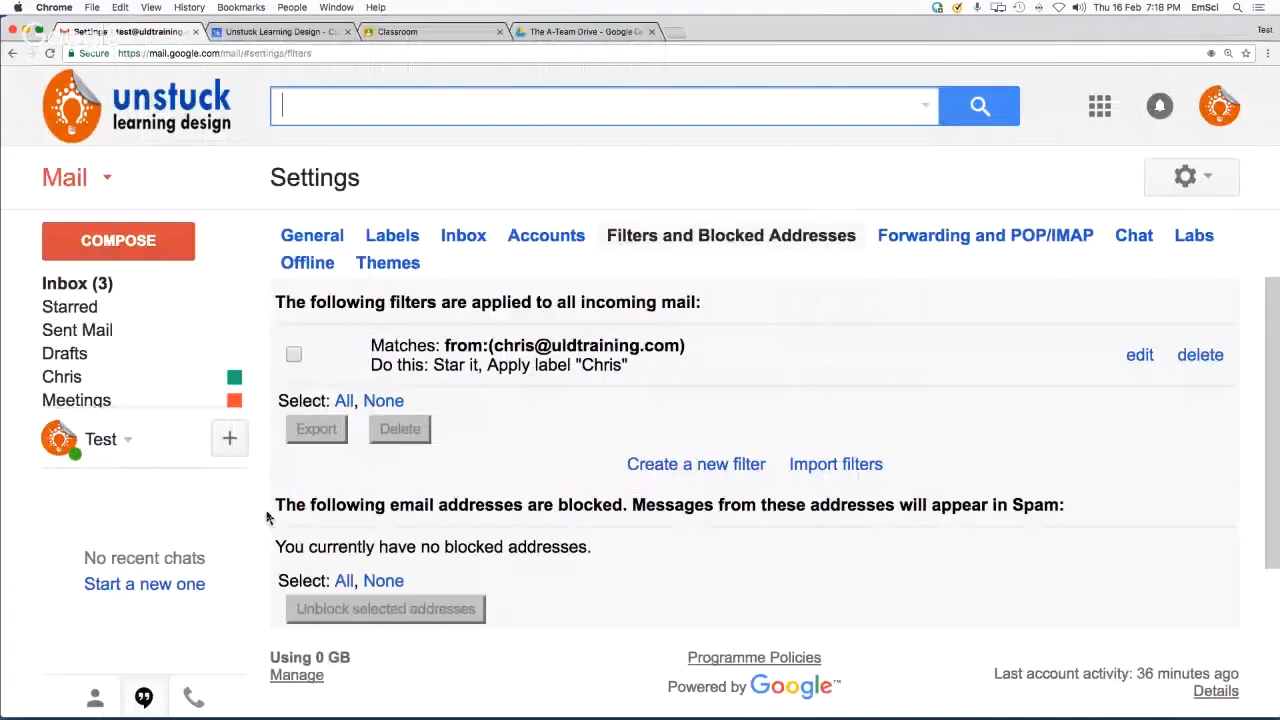 Chrome File Edit View History Bookmarks People Window Help Thu 16 Feb 7:18 PM EmSci
Settings - test@uldtraining. Unstuck Learning Design - C Classroom The A-Team Drive - Google Dr Test
Secure https://mail.google.com/mail/#settings/filters
unstuck
learning design
Mail Settings
COMPOSE
Inbox (3)
Starred
Sent Mail
Drafts
Chris
Meetings
Test
+
No recent chats
Start a new one
General Labels Inbox Accounts Filters and Blocked Addresses Forwarding and POP/IMAP Chat Labs
Offline Themes
The following filters are applied to all incoming mail:
Matches: from:(chris@uldtraining.com)
Do this: Star it, Apply label "Chris"
edit delete
Select: All, None
Export Delete
Create a new filter Import filters
The following email addresses are blocked. Messages from these addresses will appear in Spam:
You currently have no blocked addresses.
Select: All, None
Unblock selected addresses
Using 0 GB
Manage
Programme Policies
Powered by Google™
Last account activity: 36 minutes ago
Details